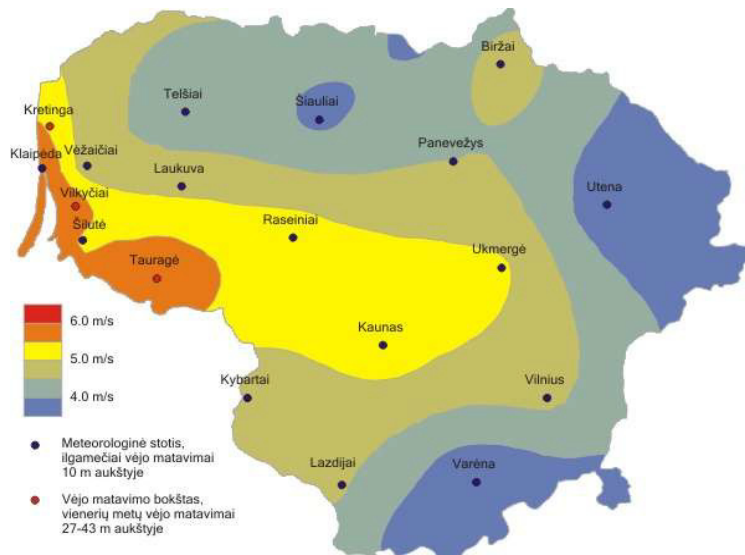 Biržai
Telšiai
Šiauliai
Kretinga
Panevežys
Klaipėda
Vėžaičiai
Laukuva
Vilkyčiai
Utena
Šilutė
Raseiniai
Ukmergė
Tauragė
Kaunas
Kybartai
Vilnius
Lazdijai
Varėna
6.0 m/s
5.0 m/s
4.0 m/s
Meteorologinė stotis,
ilgamečiai vėjo matavimai
10 m aukštyje
Vėjo matavimo bokštas,
vienerių metų vėjo matavimai
27-43 m aukštyje